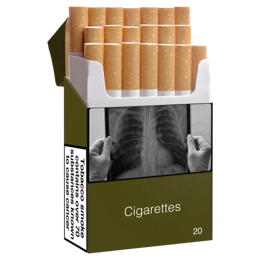 Tobacco smoke
contains over 70
substances known
to cause cancer
Cigarettes
20